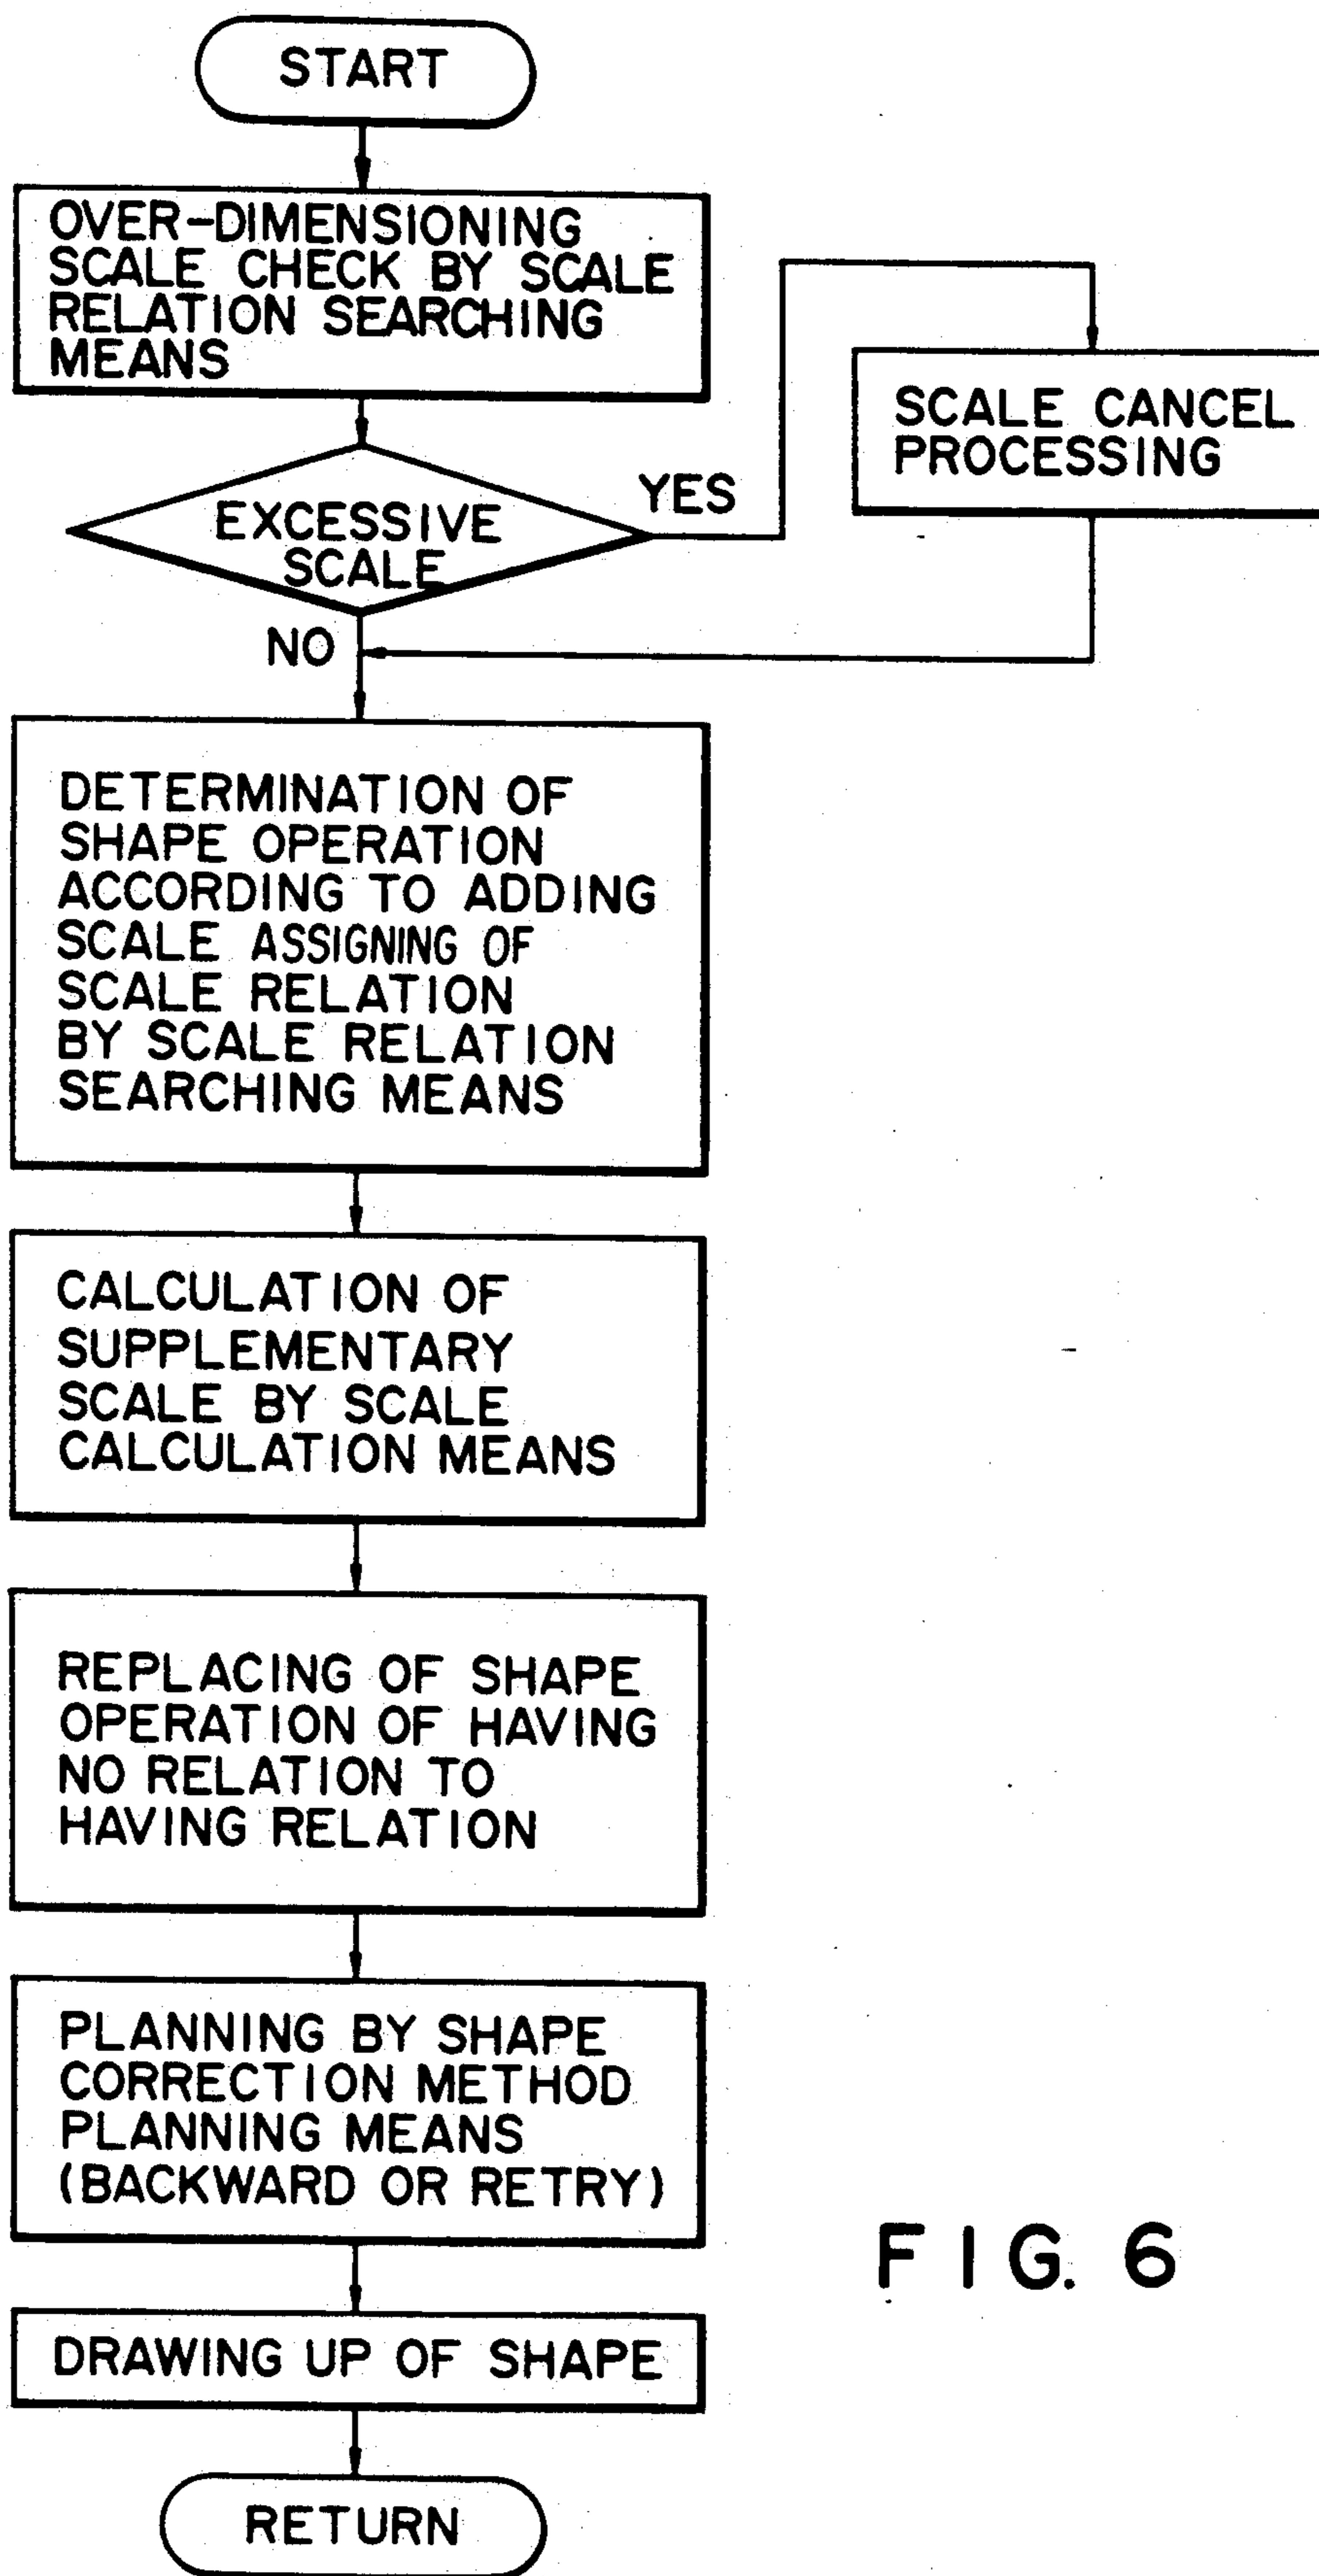 START
OVER-DIMENSIONING
SCALE CHECK BY SCALE
RELATION SEARCHING
MEANS
EXCESSIVE
SCALE
YES
SCALE CANCEL
PROCESSING
NO
DETERMINATION OF
SHAPE OPERATION
ACCORDING TO ADDING
SCALE ASSIGNING OF
SCALE RELATION
BY SCALE RELATION
SEARCHING MEANS
CALCULATION OF
SUPPLEMENTARY
SCALE BY SCALE
CALCULATION MEANS
REPLACING OF SHAPE
OPERATION OF HAVING
NO RELATION TO
HAVING RELATION
PLANNING BY SHAPE
CORRECTION METHOD
PLANNING MEANS
(BACKWARD OR RETRY)
DRAWING UP OF SHAPE
RETURN
FIG. 6